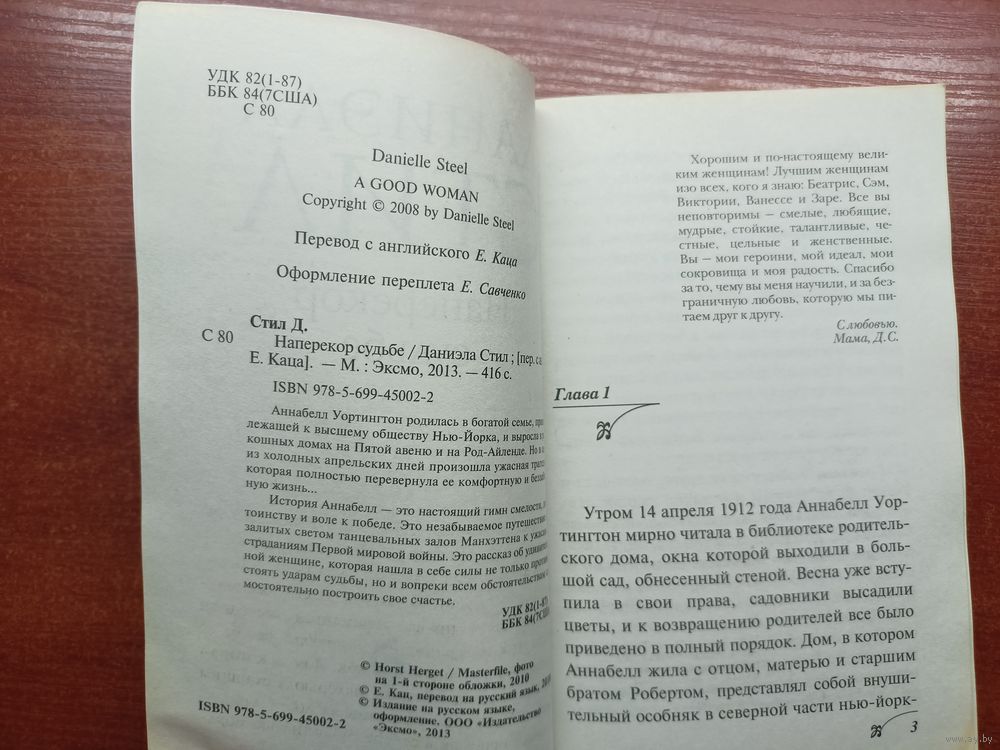 УДК 82(1-87)
ББК 84(7США)
С 80
Danielle Steel
A GOOD WOMAN
Copyright © 2008 by Danielle Steel
Перевод с английского Е. Каца
Оформление переплета Е. Савченко
Стил Д.
С 80
Наперекор судьбе / Даниэла Стил ; [пер. с а
Е. Каца]. — М. : Эксмо, 2013. — 416 с.
ISBN 978-5-699-45002-2
Аннабелл Уортингтон родилась в богатой семье, при
лежащей к высшему обществу Нью-Йорка, и выросла в
кошных домах на Пятой авеню и на Род-Айленде. Но в
из холодных апрельских дней произошла ужасная
которая полностью перевернула ее комфортную и
ную жизнь...
История Аннабелл — это настоящий гимн смелости,
тоинству и воле к победе. Это незабываемое путешествие
залитых светом танцевальных залов Манхэттена к
страданиям Первой мировой войны. Это рассказ об
ной женщине, которая нашла в себе силы не только
стоять ударам судьбы, но и вопреки всем обстоятельствам
мостоятельно построить свое счастье.
УДК 82(1-87)
ББК 84(7США
© Horst Herget / Masterfile, фото
на 1-й стороне обложки, 2010
© Е. Кац, перевод на русский язык,
© Издание на русском языке,
оформление. ООО «Издательство
«Эксмо», 2013
ISBN 978-5-699-45002-2
Хорошим и по-настоящему вели-
ким женщинам! Лучшим женщинам
изо всех, кого я знаю: Беатрис, Сэм,
Виктории, Ванессе и Заре. Все вы
неповторимы — смелые, любящие,
мудрые, стойкие, талантливые, че-
стные, цельные и женственные.
Вы — мои героини, мой идеал, мои
сокровища и моя радость. Спасибо
за то, чему вы меня научили, и за без-
граничную любовь, которую мы пи-
таем друг к другу.
С любовью.
Мама, Д.С.
Глава 1
Утром 14 апреля 1912 года Аннабелл Уор-
тингтон мирно читала в библиотеке родитель-
ского дома, окна которой выходили в боль-
шой сад, обнесенный стеной. Весна уже всту-
пила в свои права, садовники высадили
цветы, и к возвращению родителей все было
приведено в полный порядок. Дом, в котором
Аннабелл жила с отцом, матерью и старшим
братом Робертом, представлял собой внуши-
тельный особняк в северной части нью-йорк-
3